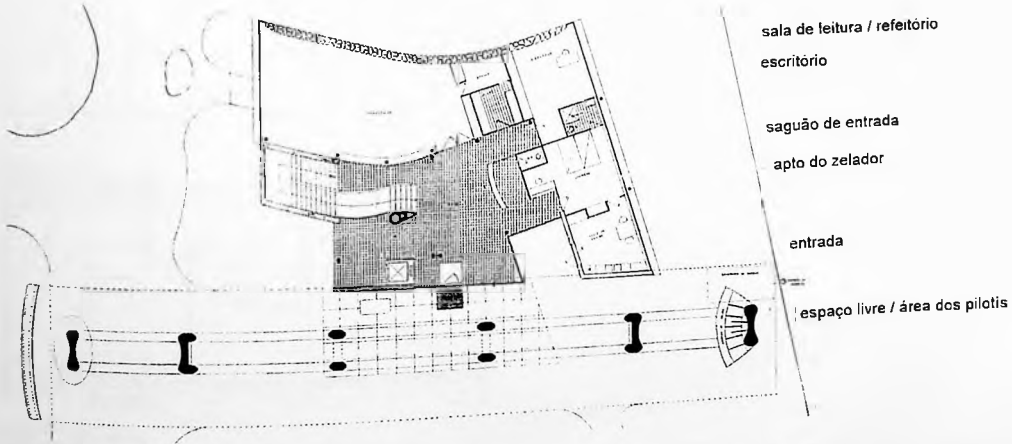 sala de leitura / refeitório
escritório
saguão de entrada
apto do zelador
entrada
espaço livre / área dos pilotis